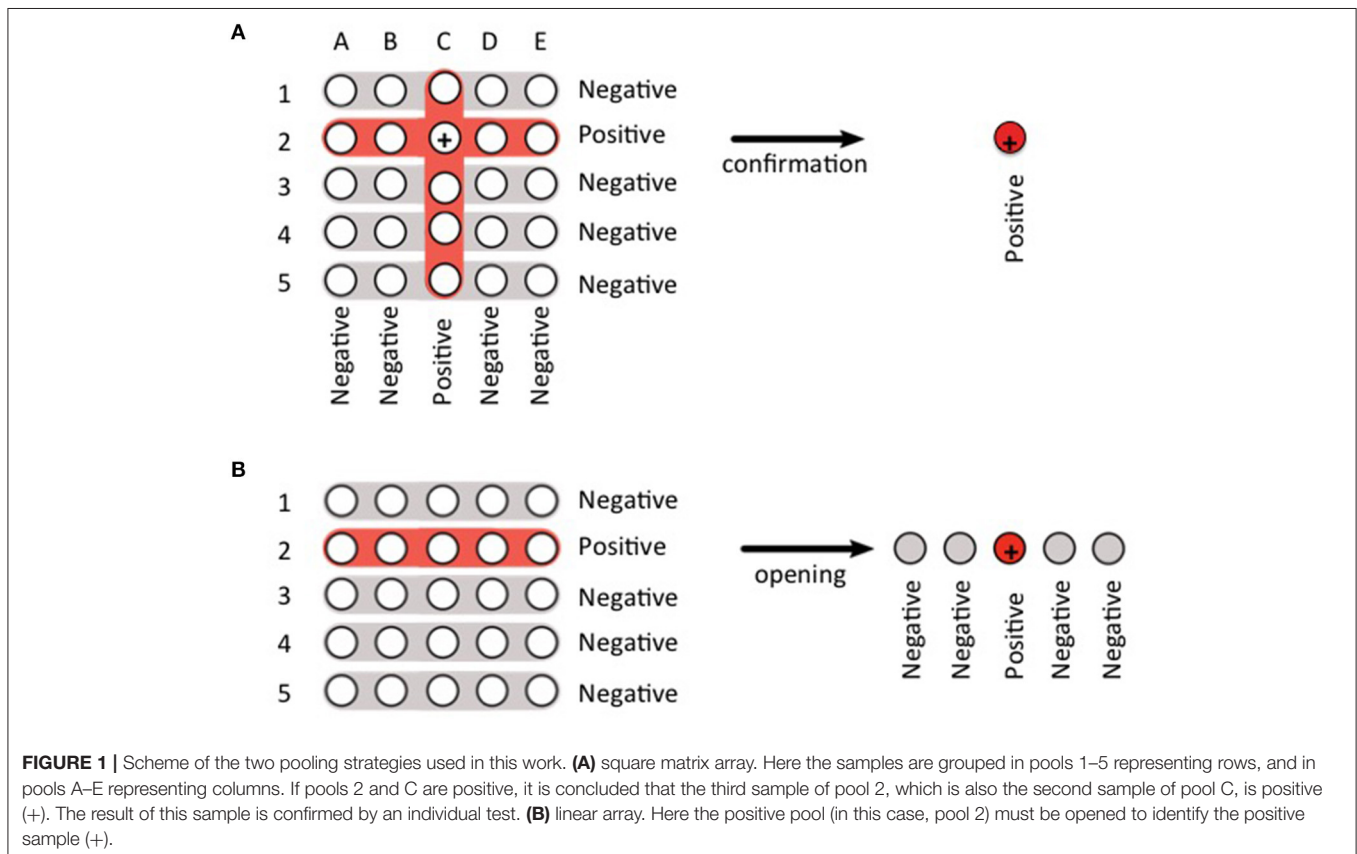 A
A B C D E
1 Negative
2 + Positive
3 Negative
4 Negative
5 Negative
Negative Negative Positive Negative Negative
confirmation
+
Positive
B
1 Negative
2 Positive
3 Negative
4 Negative
5 Negative
opening
+
Negative Negative Positive Negative Negative
FIGURE 1 | Scheme of the two pooling strategies used in this work. (A) square matrix array. Here the samples are grouped in pools 1–5 representing rows, and in
pools A–E representing columns. If pools 2 and C are positive, it is concluded that the third sample of pool 2, which is also the second sample of pool C, is positive
(+). The result of this sample is confirmed by an individual test. (B) linear array. Here the positive pool (in this case, pool 2) must be opened to identify the positive
sample (+).